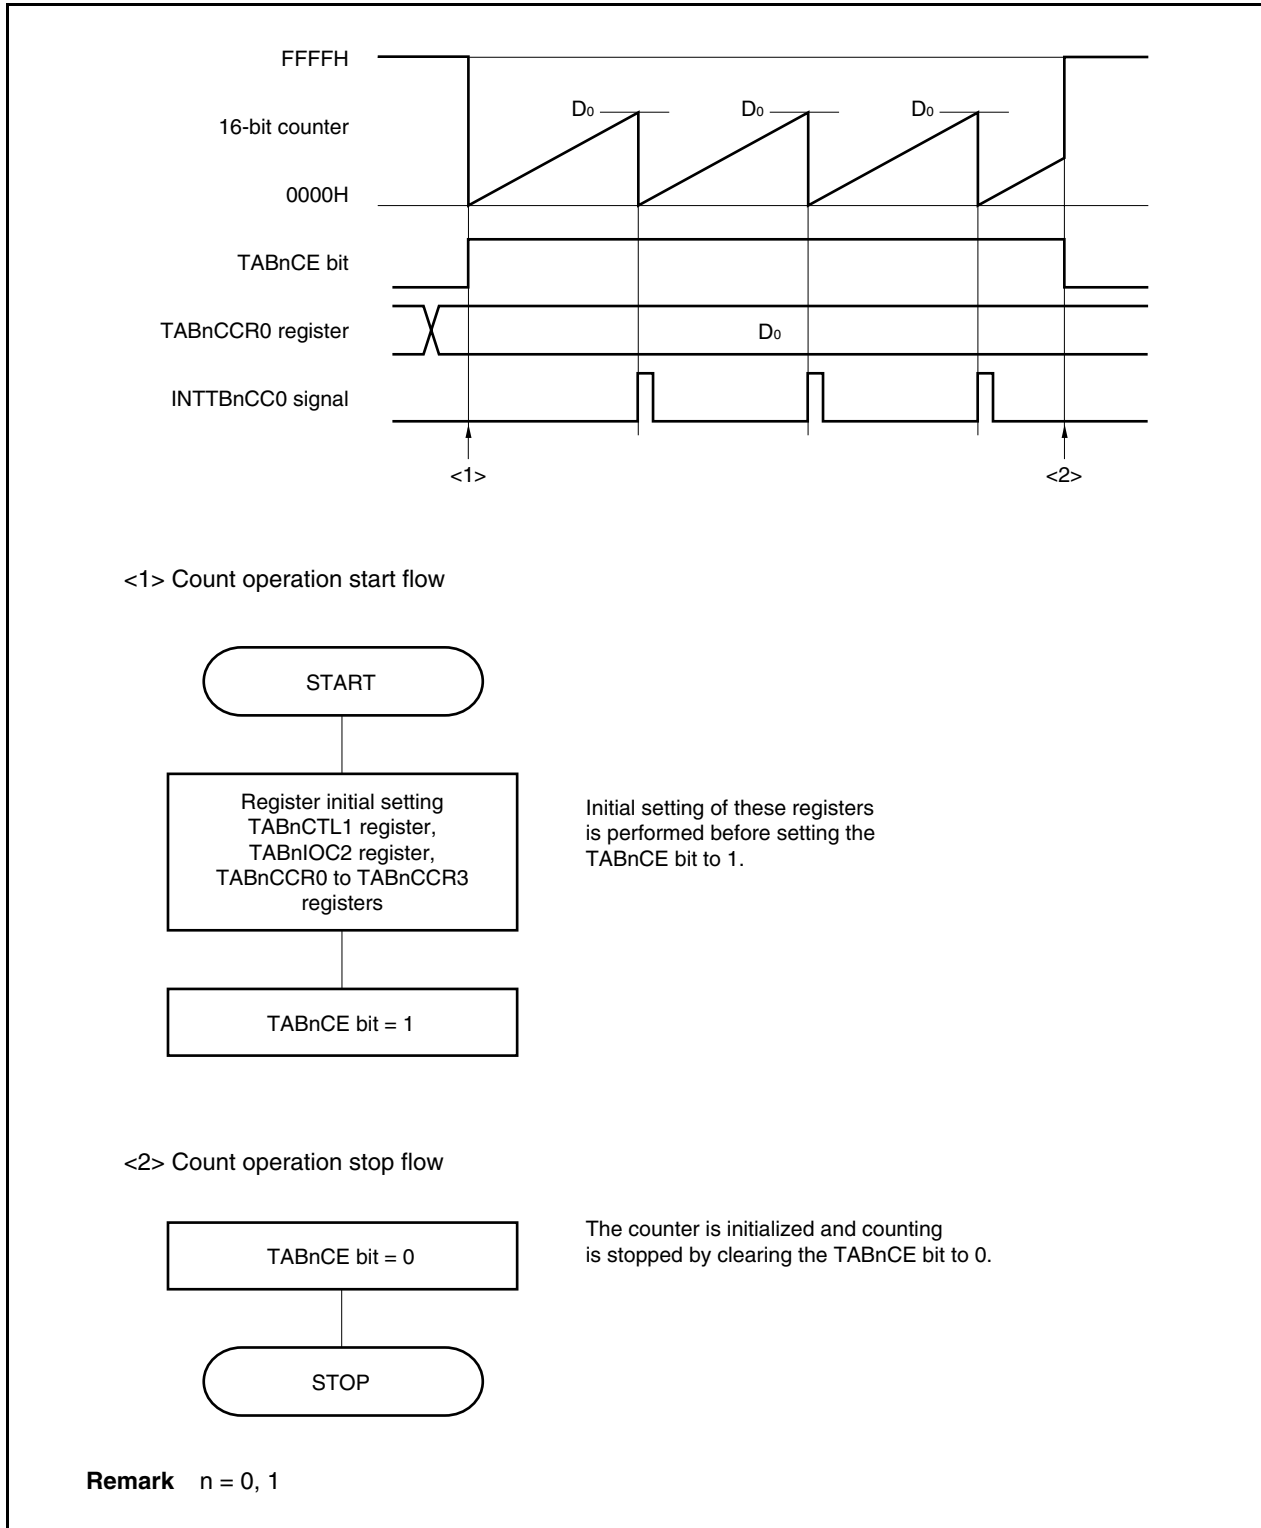 FFFFH
16-bit counter
0000H
D0
D0
D0
TABnCE bit
TABnCCR0 register
D0
INTTBnCC0 signal
<1>
<2>
<1> Count operation start flow
START
Register initial setting
TABnCTL1 register,
TABnIOC2 register,
TABnCCR0 to TABnCCR3
registers
Initial setting of these registers
is performed before setting the
TABnCE bit to 1.
TABnCE bit = 1
<2> Count operation stop flow
TABnCE bit = 0
The counter is initialized and counting
is stopped by clearing the TABnCE bit to 0.
STOP
Remark n = 0, 1